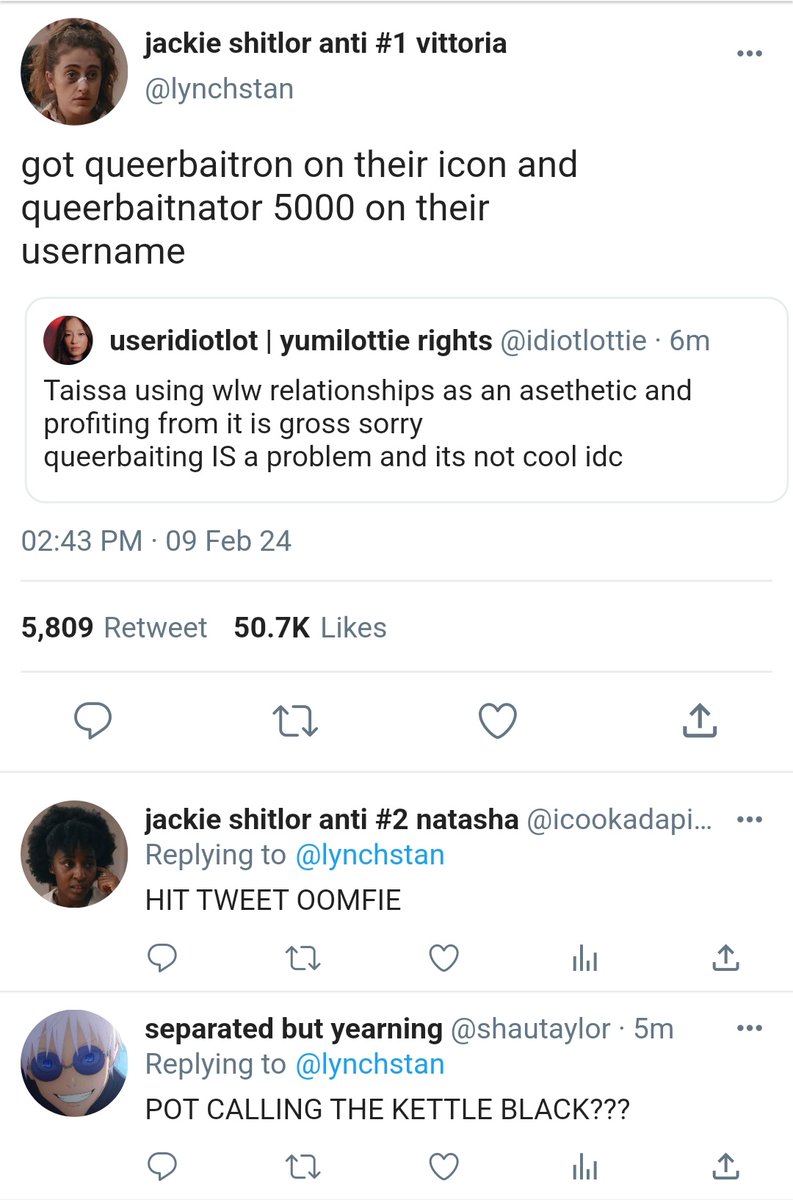 jackie shitlor anti #1 vittoria
@lynchstan
got queerbaitron on their icon and
queerbaitnator 5000 on their
username
useridiotlot | yumilottie rights @idiotlottie · 6m
Taissa using wlw relationships as an asethetic and
profiting from it is gross sorry
queerbaiting IS a problem and its not cool idc
02:43 PM · 09 Feb 24
5,809 Retweet 50.7K Likes
jackie shitlor anti #2 natasha @icookadapi...
Replying to @lynchstan
HIT TWEET OOMFIE
separated but yearning @shautaylor · 5m
Replying to @lynchstan
POT CALLING THE KETTLE BLACK???